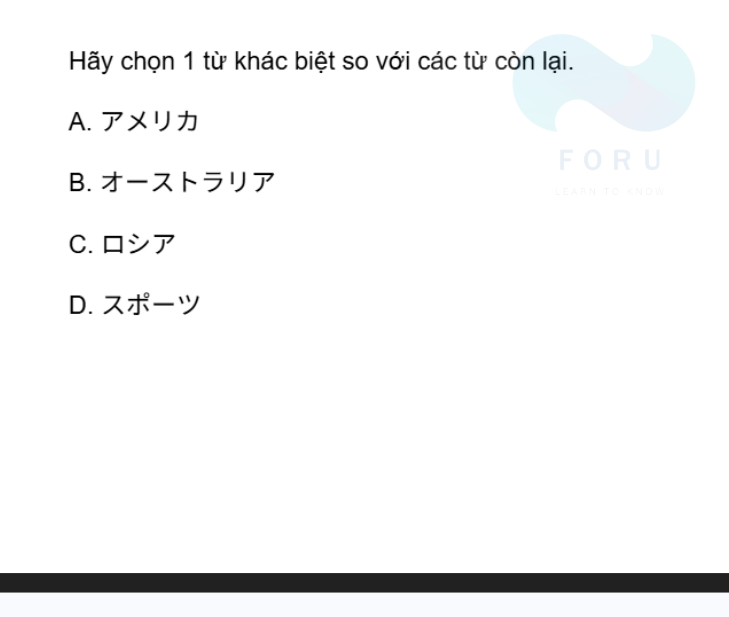 Hãy chọn 1 từ khác biệt so với các từ còn lại.
A. アメリカ
FORU
LEARN TO KNOW
B. オーストラリア
C. ロシア
D. スポーツ